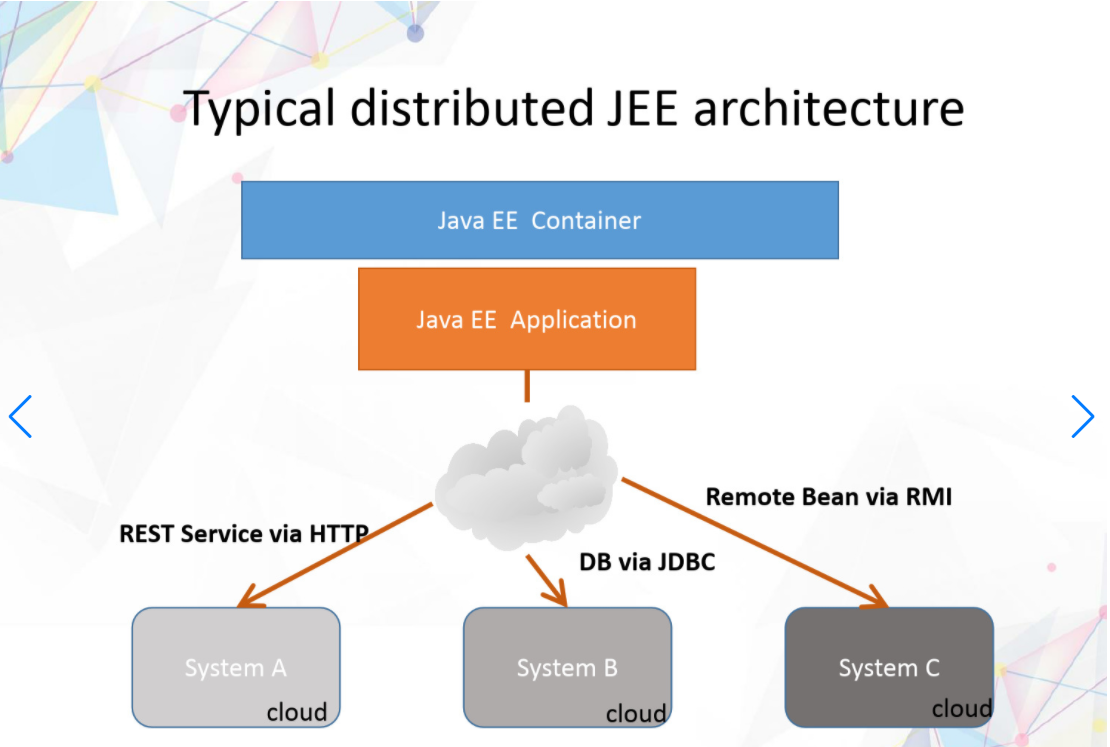 Typical distributed JEE architecture
Java EE Container
Java EE Application
Remote Bean via RMI
REST Service via HTTP
DB via JDBC
System A
cloud
System B
cloud
System C
cloud